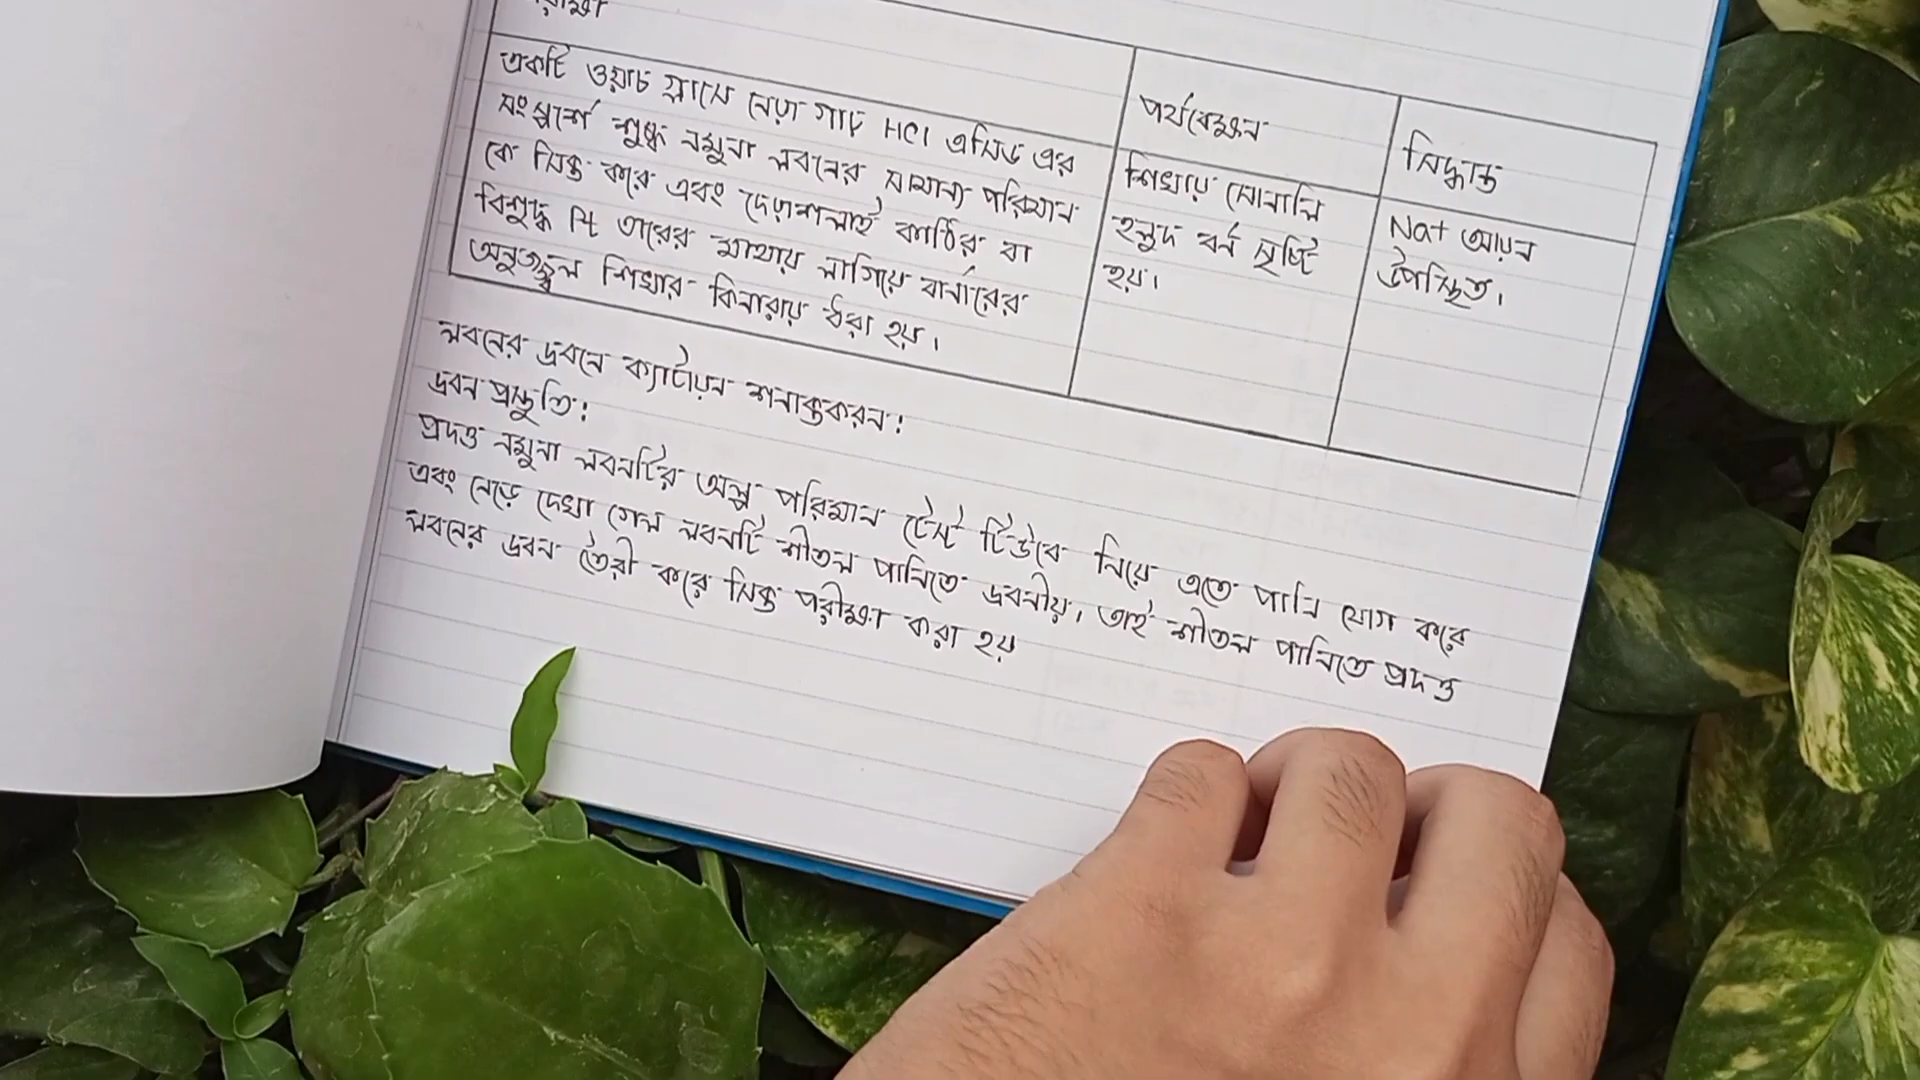 পরীক্ষা
পর্যবেক্ষন
সিদ্ধান্ত
একটি ওয়াচ গ্লাসে নেয়া গাঢ় HCl এসিড এর
সংস্পর্শে শুষ্ক নমুনা লবনের সামান্য পরিমান
কে সিক্ত করে এবং দেয়াশলাই কাঠির বা
বিশুদ্ধ Pt তারের মাথায় লাগিয়ে বার্নারের
অনুজ্জ্বল শিখার কিনারায় ধরা হয়।
শিখায় সোনালি
হলুদ বর্ন সৃষ্টি
হয়।
Na+ আয়ন
উপস্থিত।
লবনের দ্রবনে ক্যাটায়ন শনাক্তকরন:
দ্রবন প্রস্তুতি:
প্রদত্ত নমুনা লবনটির অল্প পরিমান টেস্ট টিউবে নিয়ে এতে পানি যোগ করে
এবং নেড়ে দেখা গেল লবনটি শীতল পানিতে দ্রবনীয়। তাই শীতল পানিতে প্রদত্ত
লবনের দ্রবন তৈরী করে সিক্ত পরীক্ষা করা হয়